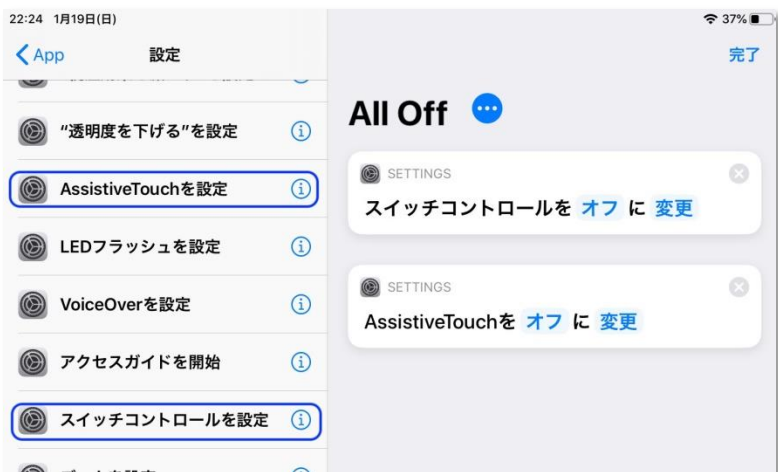 22:24 1月19日(日)
37%
App
設定
完了
“透明度を下げる”を設定
AssistiveTouchを設定
LEDフラッシュを設定
VoiceOverを設定
アクセスガイドを開始
スイッチコントロールを設定
All Off
SETTINGS
スイッチコントロールを オフ に 変更
SETTINGS
AssistiveTouchを オフ に 変更